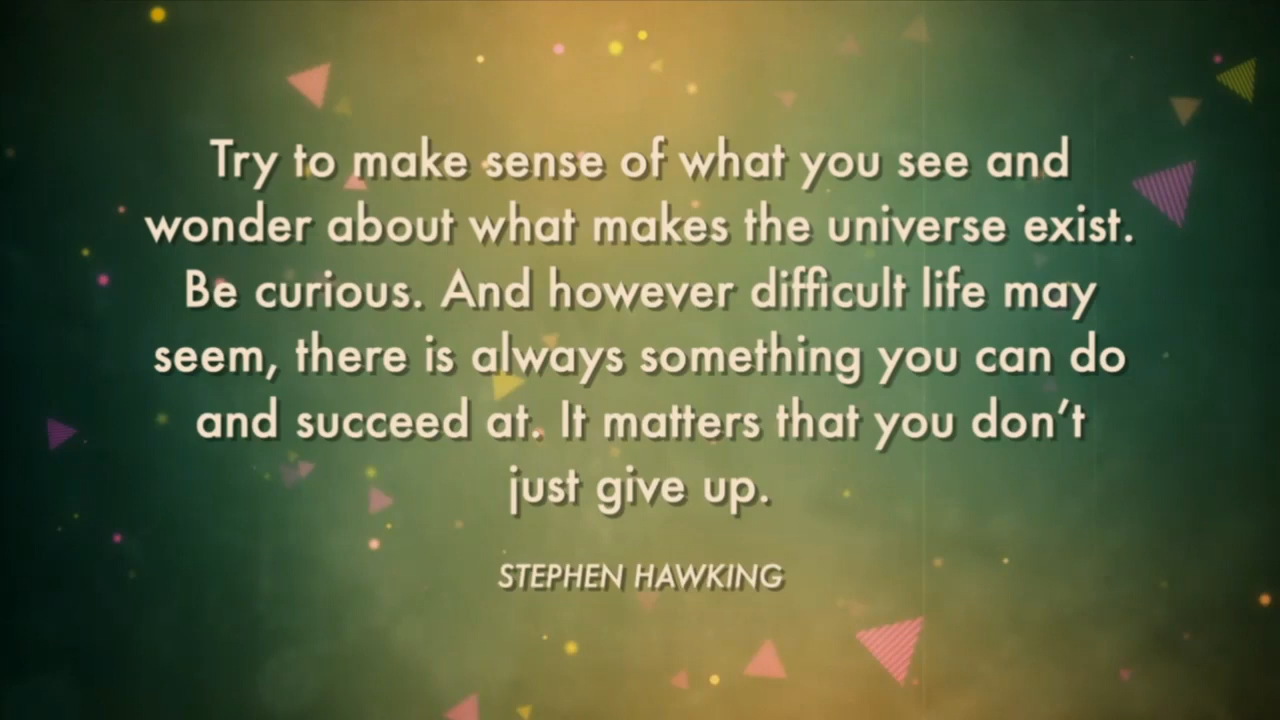 Try to make sense of what you see and
wonder about what makes the universe exist.
Be curious. And however difficult life may
seem, there is always something you can do
and succeed at. It matters that you don’t
just give up.
STEPHEN HAWKING